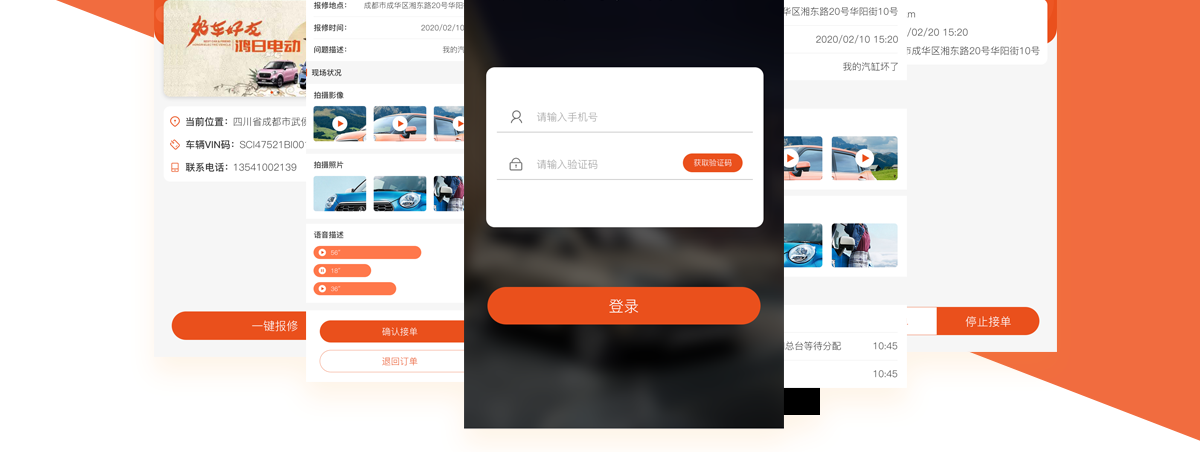 奶车好友
鸿日电动
当前位置：四川省成都市武侯
车辆VIN码：SCI47521BI001
联系电话：13541002139
一键报修
报修地点：成都市成华区湘东路20号华阳
报修时间：2020/02/10
问题描述：我的汽
现场状况
拍摄影像
拍摄照片
语音描述
56"
18"
36"
确认接单
退回订单
请输入手机号
请输入验证码
获取验证码
登录
华区湘东路20号华阳街10号
2020/02/10 15:20
我的汽缸坏了
总台等待分配 10:45
10:45
m
/02/20 15:20
市成华区湘东路20号华阳街10号
停止接单